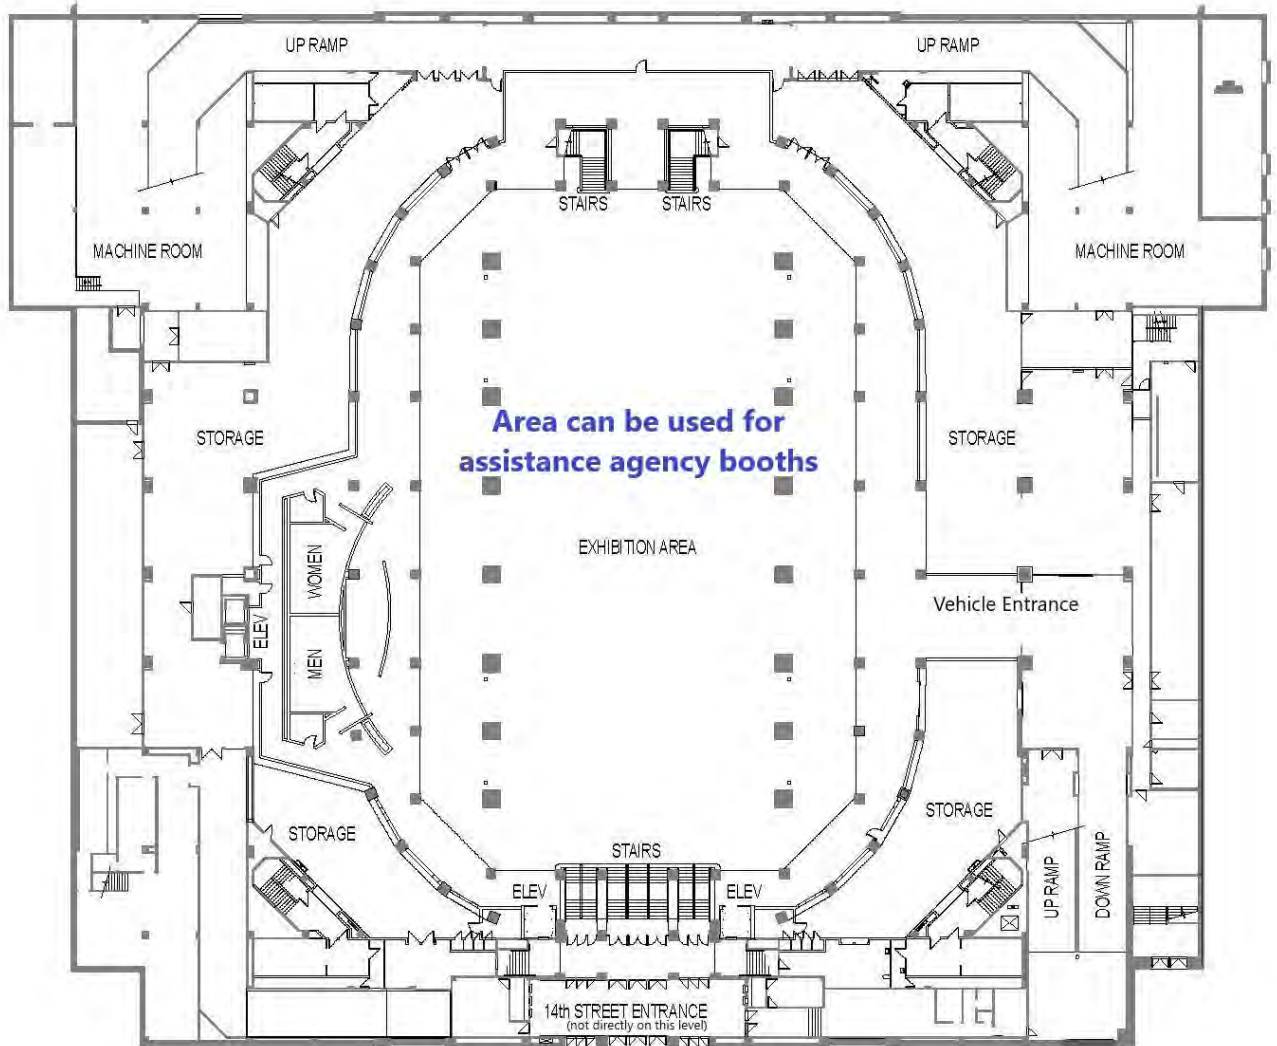 UP RAMP
UP RAMP
STAIRS
STAIRS
MACHINE ROOM
MACHINE ROOM
Area can be used for
assistance agency booths
STORAGE
STORAGE
EXHIBITION AREA
WOMEN
Vehicle Entrance
ELEV
MEN
STORAGE
STORAGE
STAIRS
UP RAMP
DOWN RAMP
ELEV
ELEV
14th STREET ENTRANCE
(not directly on this level)